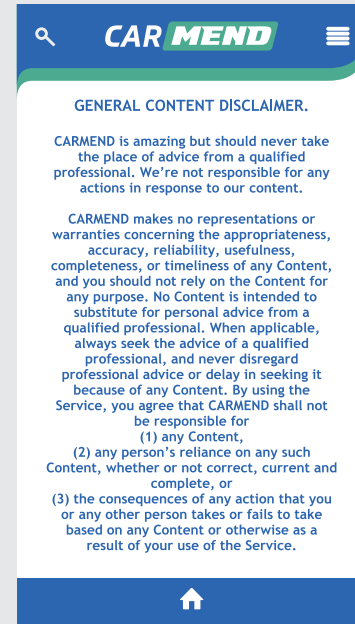 CARMEND
GENERAL CONTENT DISCLAIMER.
CARMEND is amazing but should never take
the place of advice from a qualified
professional. We're not responsible for any
actions in response to our content.
CARMEND makes no representations or
warranties concerning the appropriateness,
accuracy, reliability, usefulness,
completeness, or timeliness of any Content,
and you should not rely on the Content for
any purpose. No Content is intended to
substitute for personal advice from a
qualified professional. When applicable,
always seek the advice of a qualified
professional, and never disregard
professional advice or delay in seeking it
because of any Content. By using the
Service, you agree that CARMEND shall not
be responsible for
(1) any Content,
(2) any person's reliance on any such
Content, whether or not correct, current and
complete, or
(3) the consequences of any action that you
or any other person takes or fails to take
based on any Content or otherwise as a
result of your use of the Service.